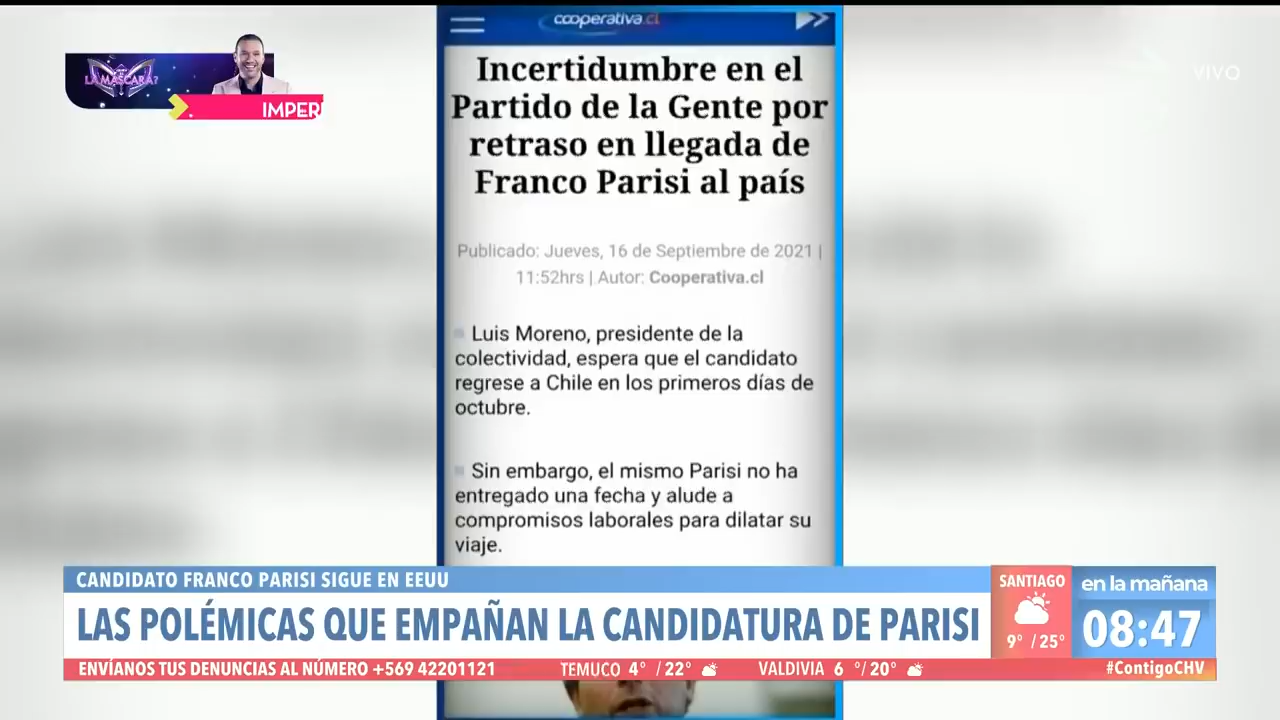 cooperativa.cl
Incertidumbre en el
Partido de la Gente por
retraso en llegada de
Franco Parisi al país
VIVO
LA MÁSCARA?
IMPER
Publicado: Jueves, 16 de Septiembre de 2021 |
11:52hrs | Autor: Cooperativa.cl
Luis Moreno, presidente de la
colectividad, espera que el candidato
regrese a Chile en los primeros días de
octubre.
Sin embargo, el mismo Parisi no ha
entregado una fecha y alude a
compromisos laborales para dilatar su
viaje.
CANDIDATO FRANCO PARISI SIGUE EN EEUU
LAS POLÉMICAS QUE EMPAÑAN LA CANDIDATURA DE PARISI
SANTIAGO
9° / 25°
en la mañana
08:47
ENVÍANOS TUS DENUNCIAS AL NÚMERO +569 42201121
TEMUCO 4° / 22°
VALDIVIA 6 °/ 20°
#ContigoCHV